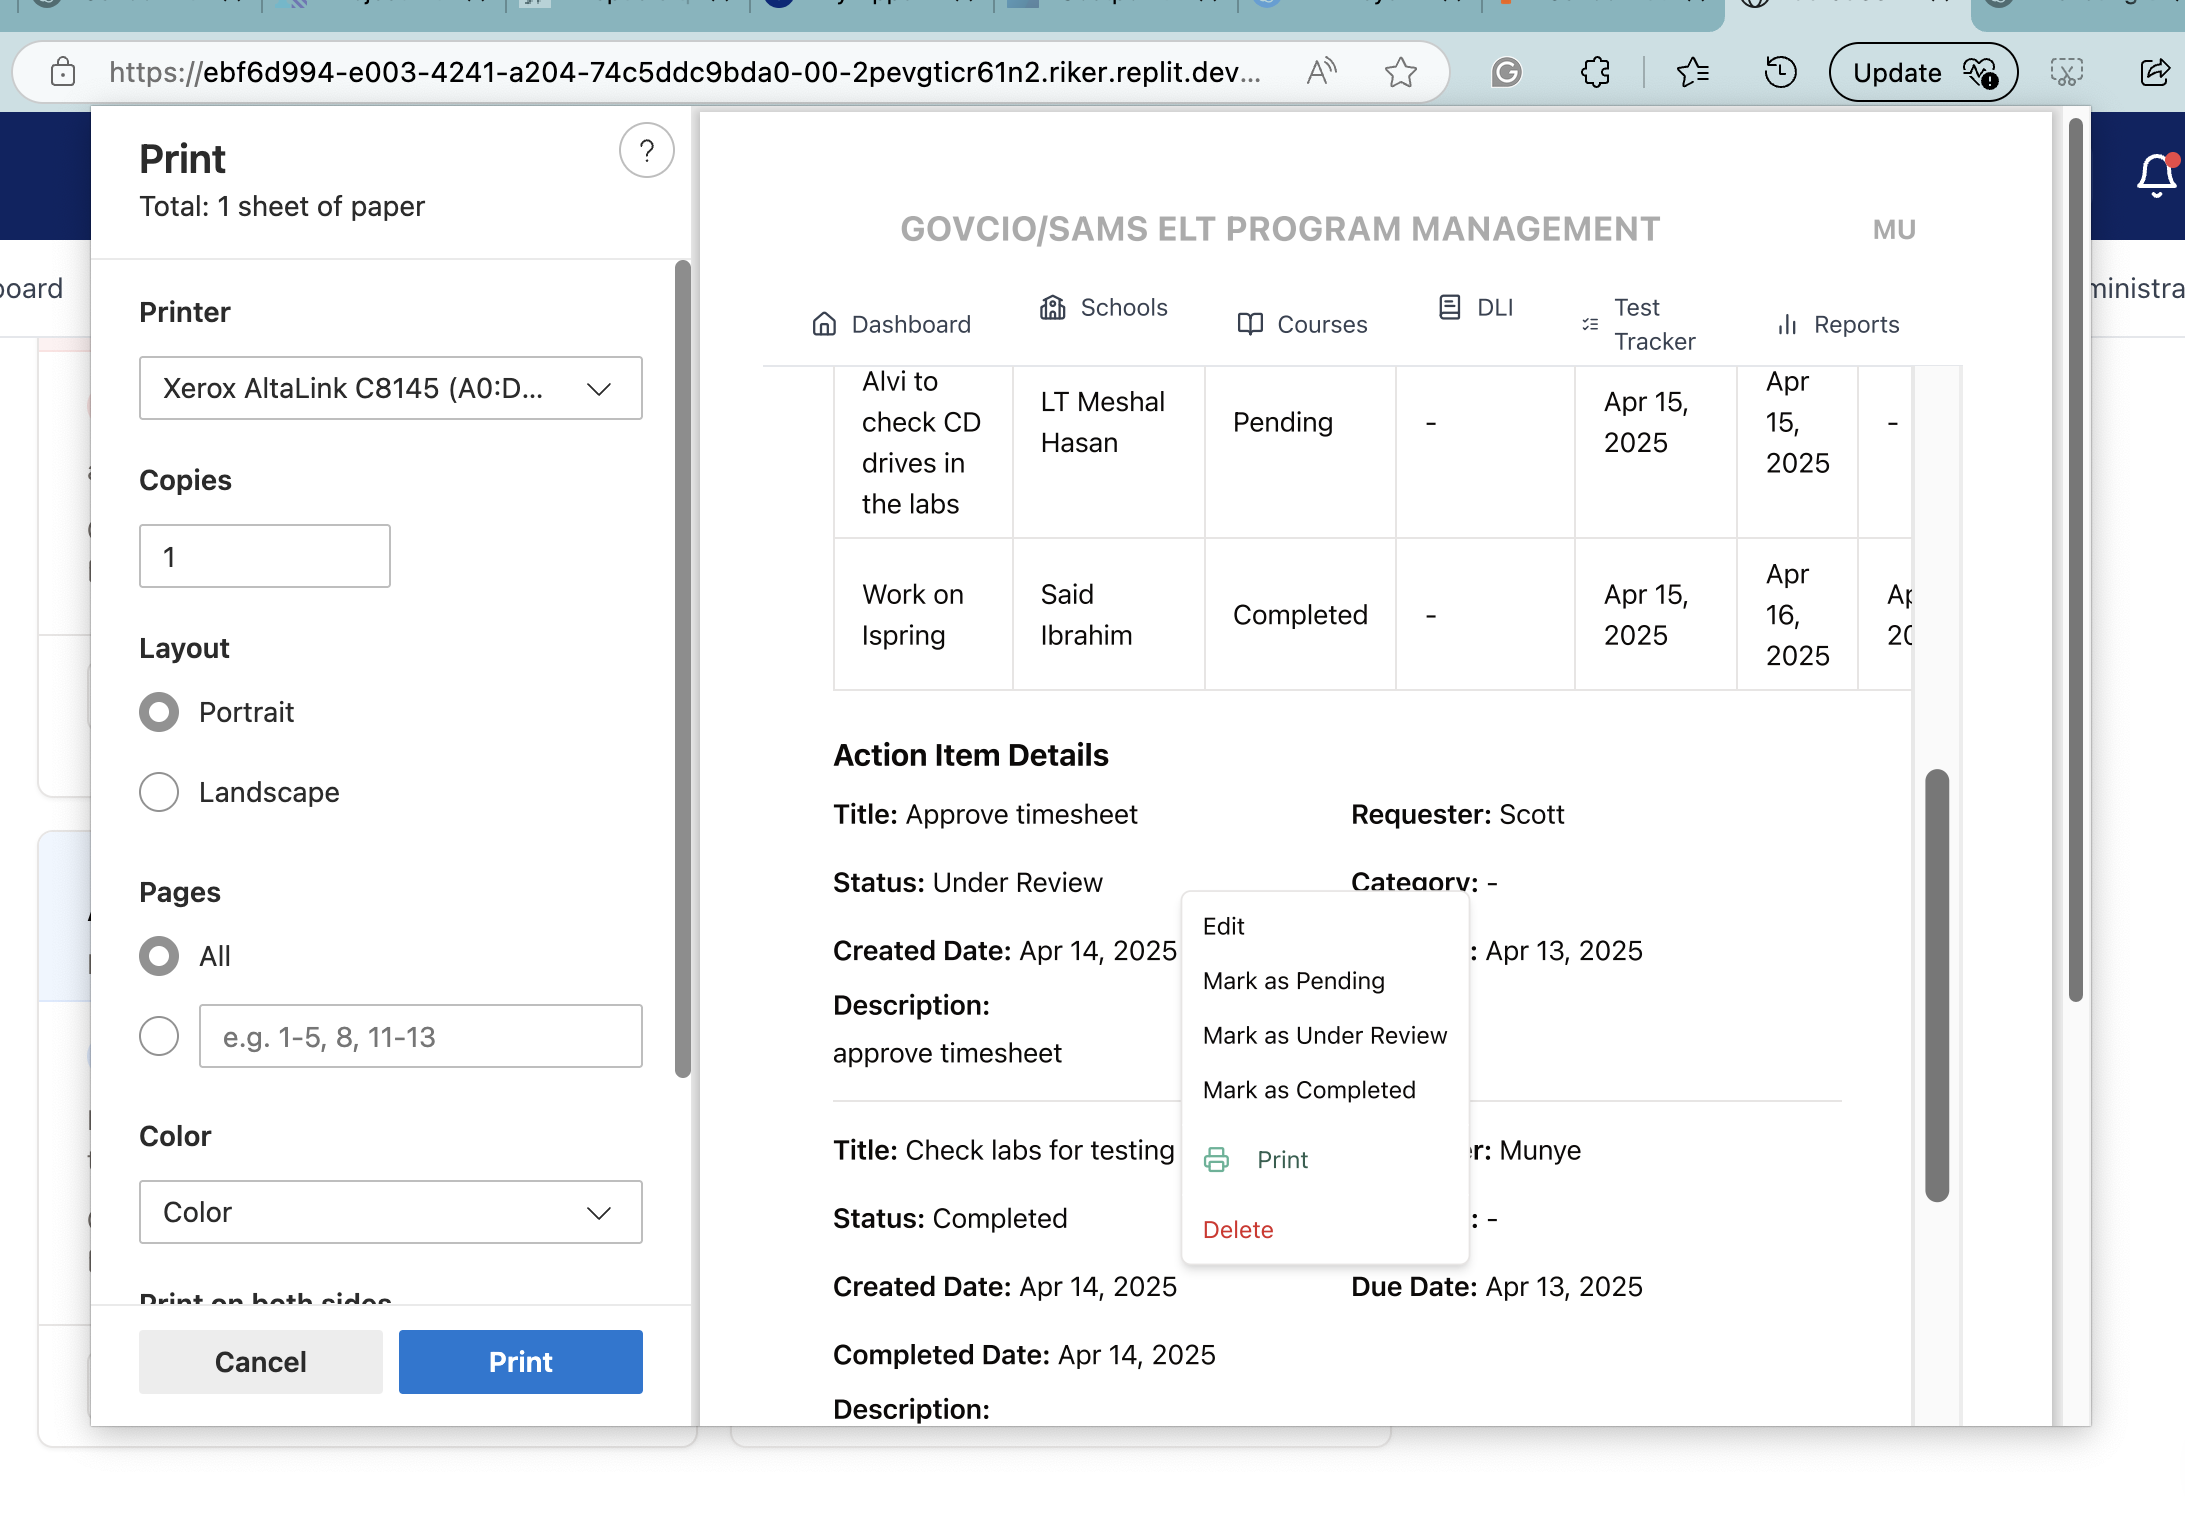 https://ebf6d994-e003-4241-a204-74c5ddc9bda0-00-2pevgticr61n2.riker.replit.dev...
Update
Print
Total: 1 sheet of paper
?
Printer
Xerox AltaLink C8145 (A0:D...
Copies
1
Layout
Portrait
Landscape
Pages
All
e.g. 1-5, 8, 11-13
Color
Color
Print on both sides
Cancel
Print
GOVCIO/SAMS ELT PROGRAM MANAGEMENT
MU
Dashboard
Schools
Courses
DLI
Test
Tracker
Reports
Alvi to
check CD
drives in
the labs
LT Meshal
Hasan
Pending
-
Apr 15,
2025
Apr
15,
2025
-
Work on
Ispring
Said
Ibrahim
Completed
-
Apr 15,
2025
Apr
16,
2025
Ap
20
Action Item Details
Title: Approve timesheet
Requester: Scott
Status: Under Review
Category: -
Created Date: Apr 14, 2025
: Apr 13, 2025
Description:
approve timesheet
Edit
Mark as Pending
Mark as Under Review
Mark as Completed
Print
Delete
Title: Check labs for testing
r: Munye
Status: Completed
: -
Created Date: Apr 14, 2025
Due Date: Apr 13, 2025
Completed Date: Apr 14, 2025
Description:
oard
ministra